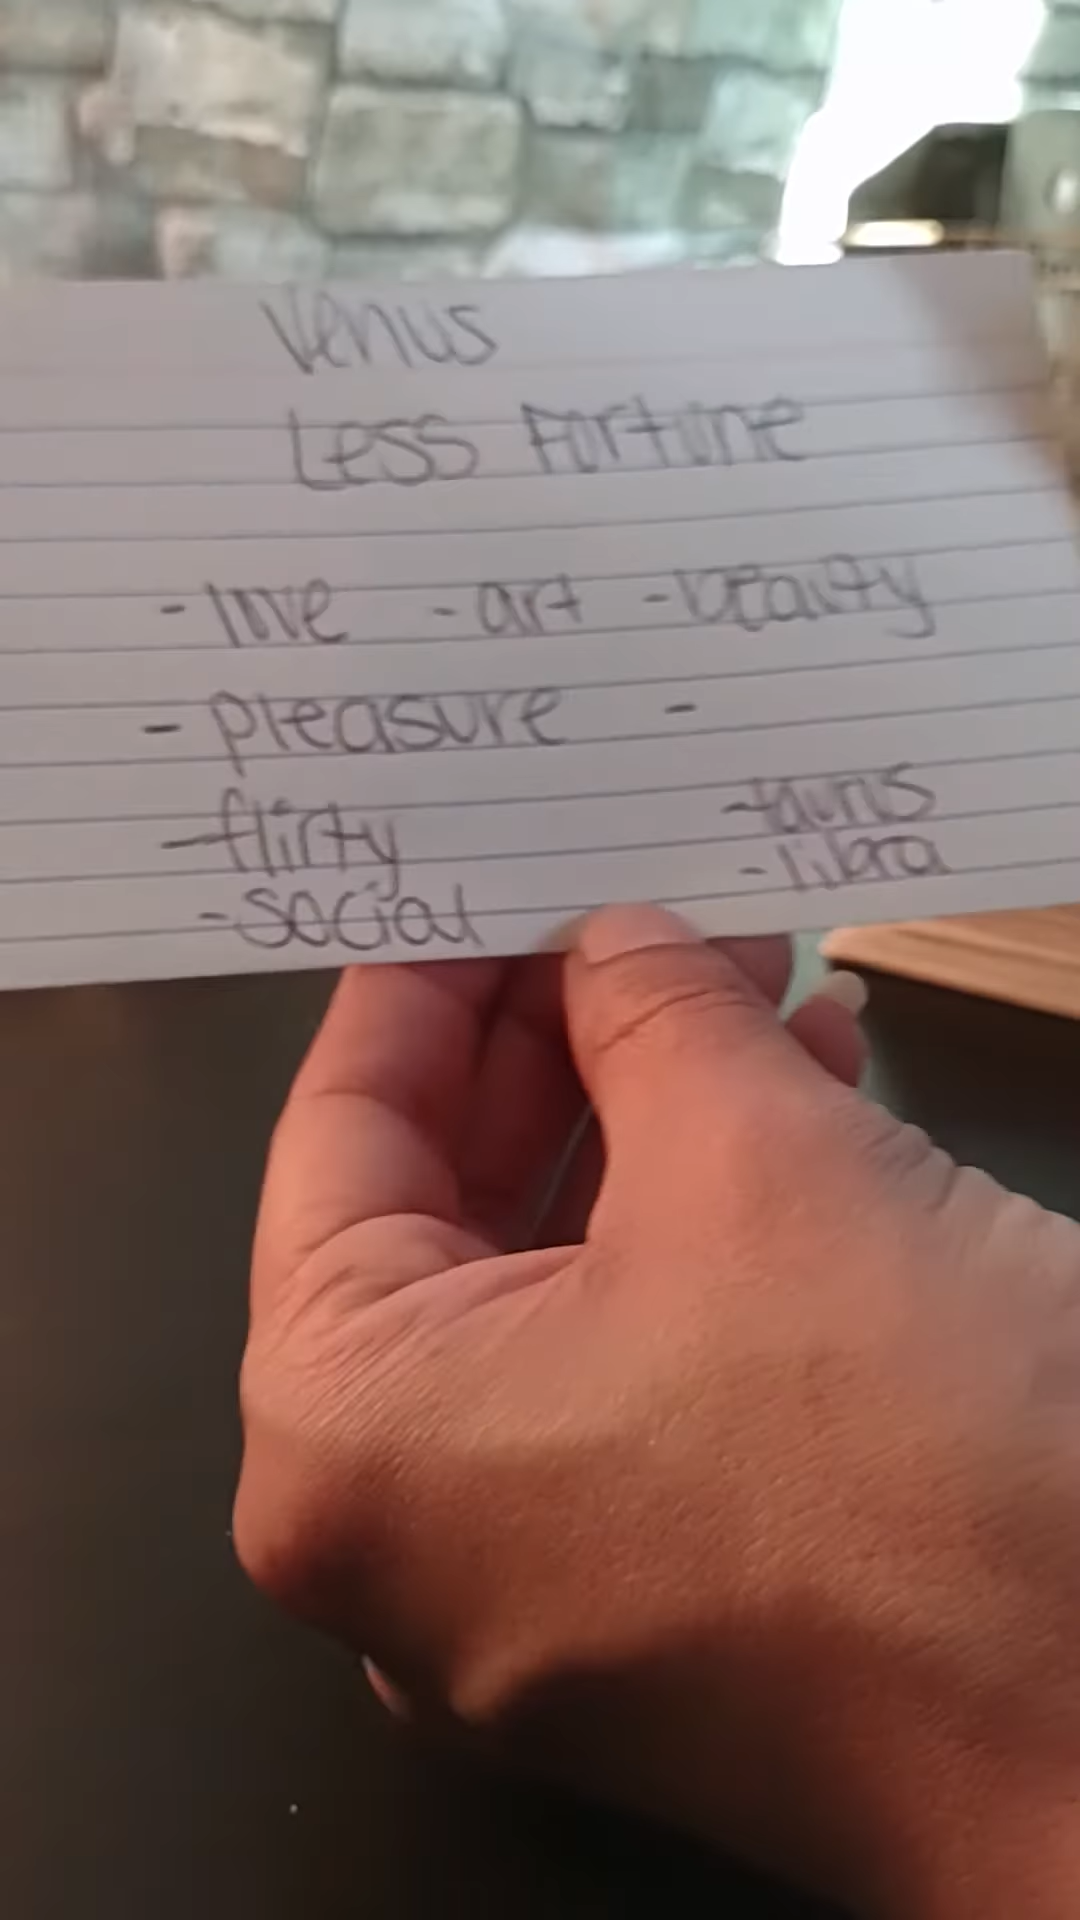 Venus
Less Fortune
- love - art - beauty
- pleasure -
- flirty - taurus
- social - libra